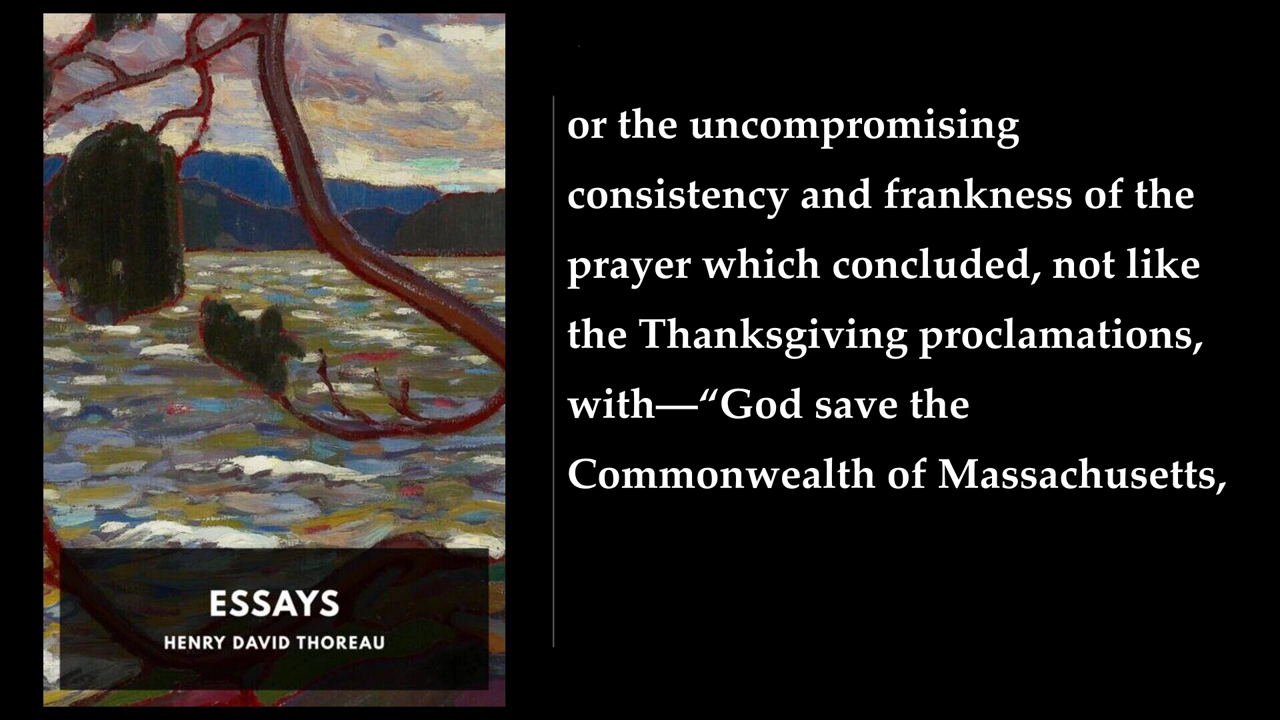 ESSAYS
HENRY DAVID THOREAU
or the uncompromising
consistency and frankness of the
prayer which concluded, not like
the Thanksgiving proclamations,
with—“God save the
Commonwealth of Massachusetts,